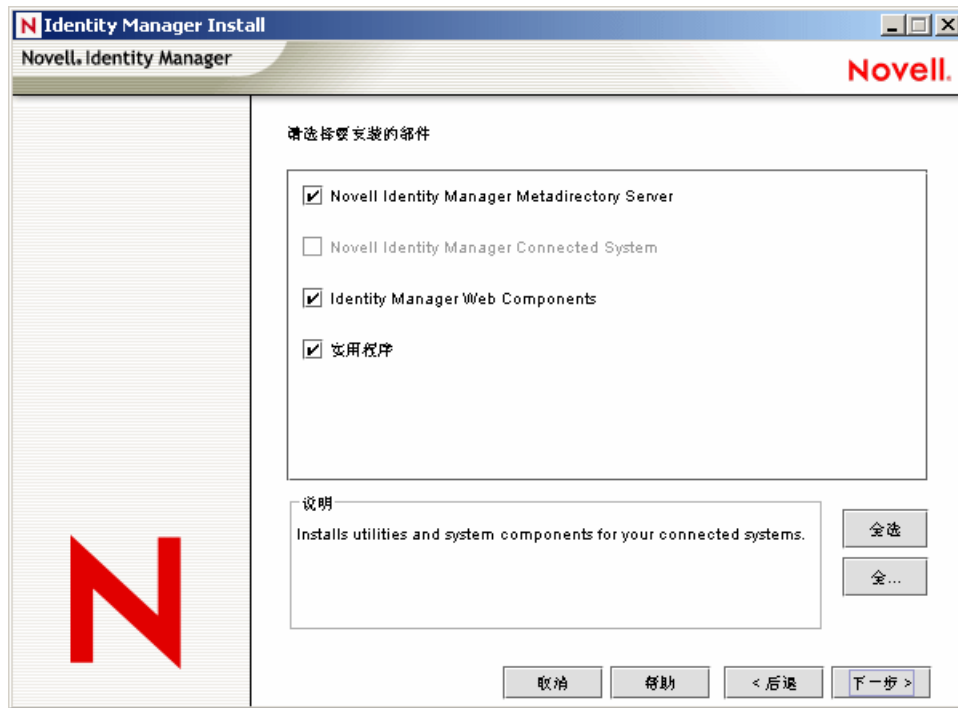 Identity Manager Install
Novell. Identity Manager
Novell.
请选择要安装的部件
Novell Identity Manager Metadirectory Server
Novell Identity Manager Connected System
Identity Manager Web Components
实用程序
说明
Installs utilities and system components for your connected systems.
全选
全...
取消
帮助
< 后退
下一步 >